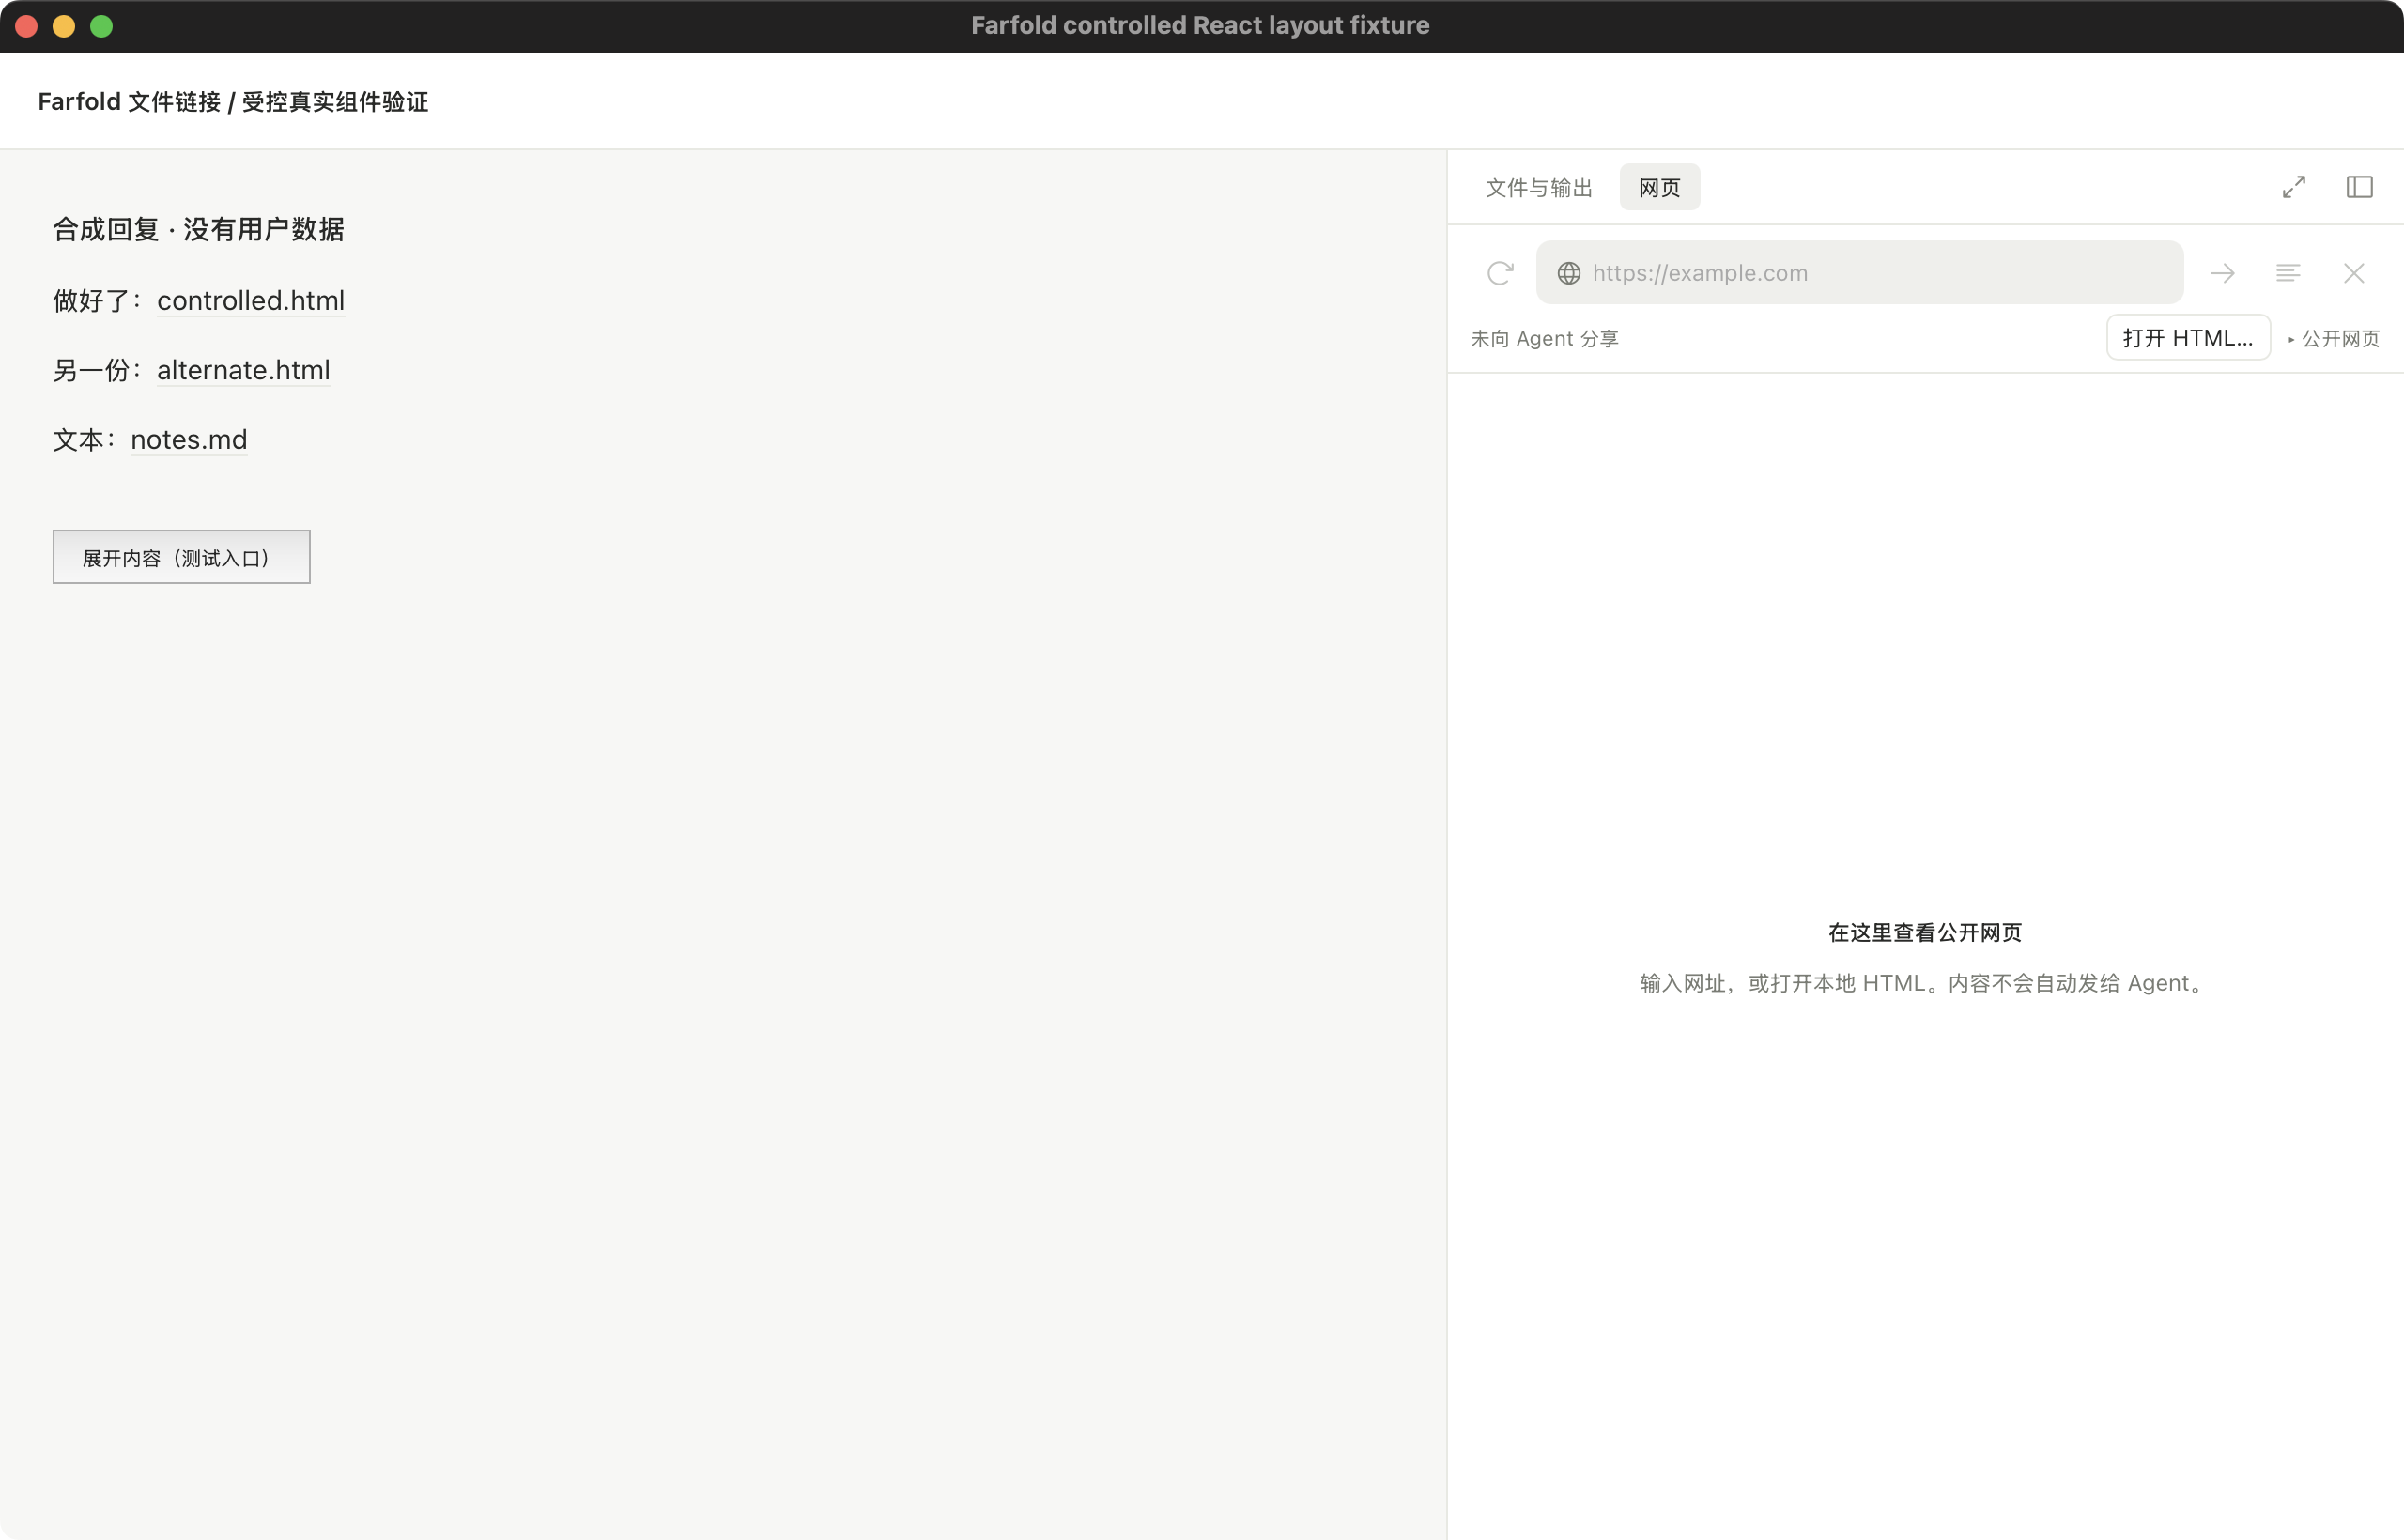 Farfold controlled React layout fixture
Farfold 文件链接 / 受控真实组件验证
合成回复 · 没有用户数据
做好了：controlled.html
另一份：alternate.html
文本：notes.md
展开内容（测试入口）
文件与输出 网页
https://example.com
未向 Agent 分享 打开 HTML... ▸ 公开网页
在这里查看公开网页
输入网址，或打开本地 HTML。内容不会自动发给 Agent。